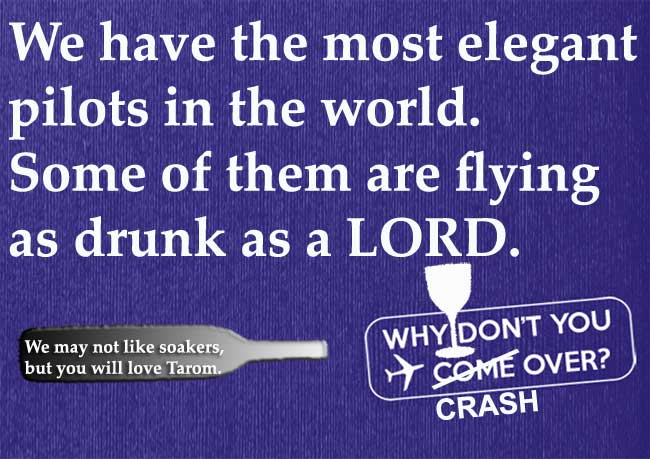 We have the most elegant
pilots in the world.
Some of them are flying
as drunk as a LORD.
We may not like soakers,
but you will love Tarom.
WHY DON'T YOU
COME OVER?
CRASH